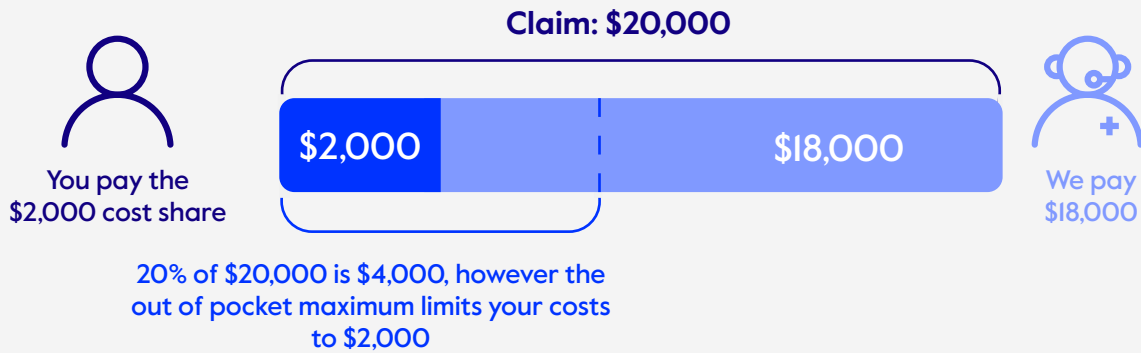 Claim: $20,000
$2,000
$18,000
You pay the
$2,000 cost share
We pay
$18,000
20% of $20,000 is $4,000, however the
out of pocket maximum limits your costs
to $2,000